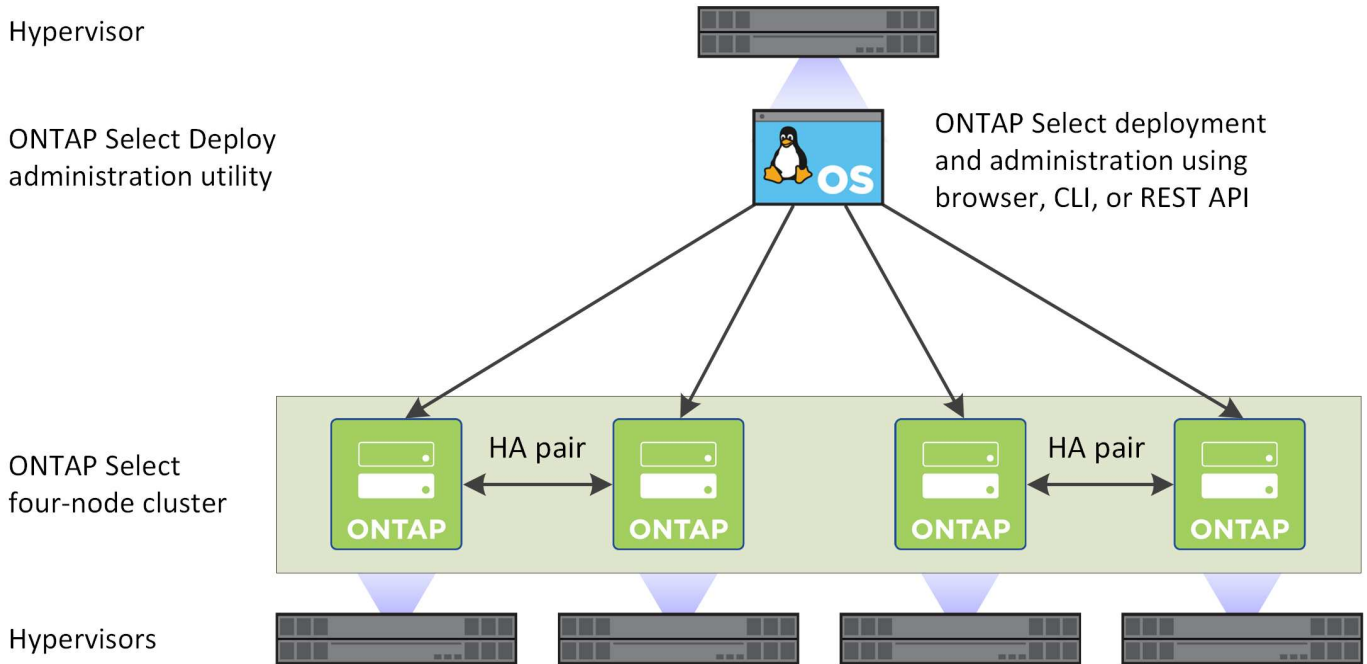 Hypervisor
ONTAP Select Deploy
administration utility
OS
ONTAP Select deployment
and administration using
browser, CLI, or REST API
ONTAP Select
four-node cluster
ONTAP
HA pair
ONTAP
ONTAP
HA pair
ONTAP
Hypervisors